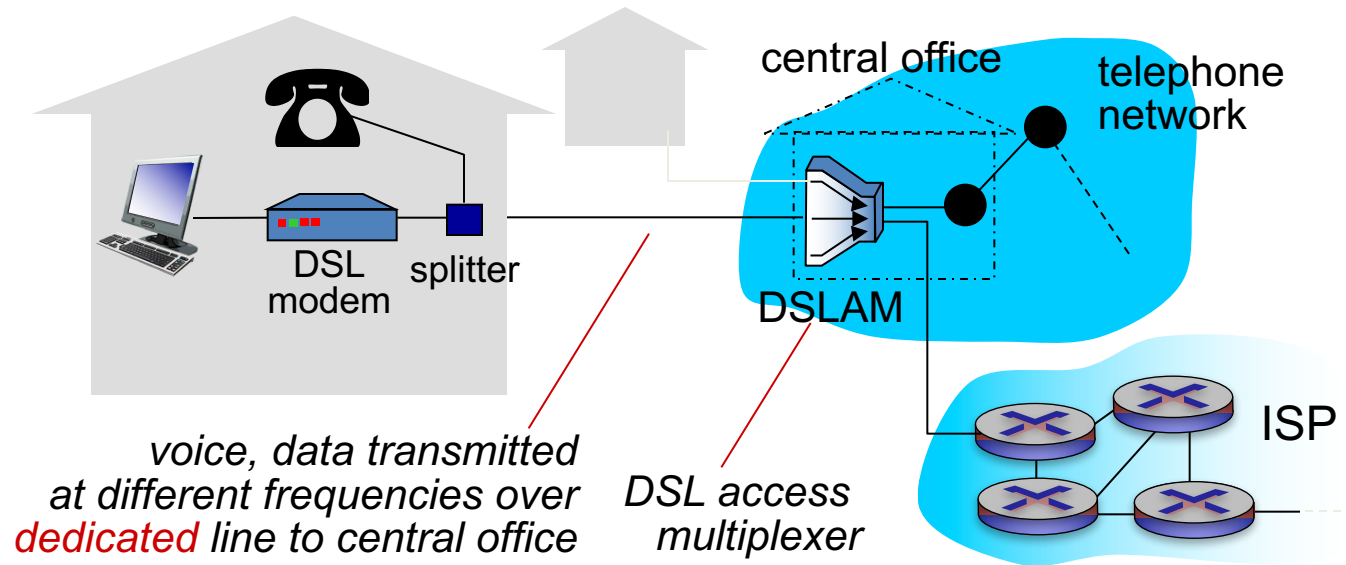 central office
telephone
network
DSL
modem
splitter
DSLAM
ISP
voice, data transmitted
at different frequencies over
dedicated line to central office
DSL access
multiplexer